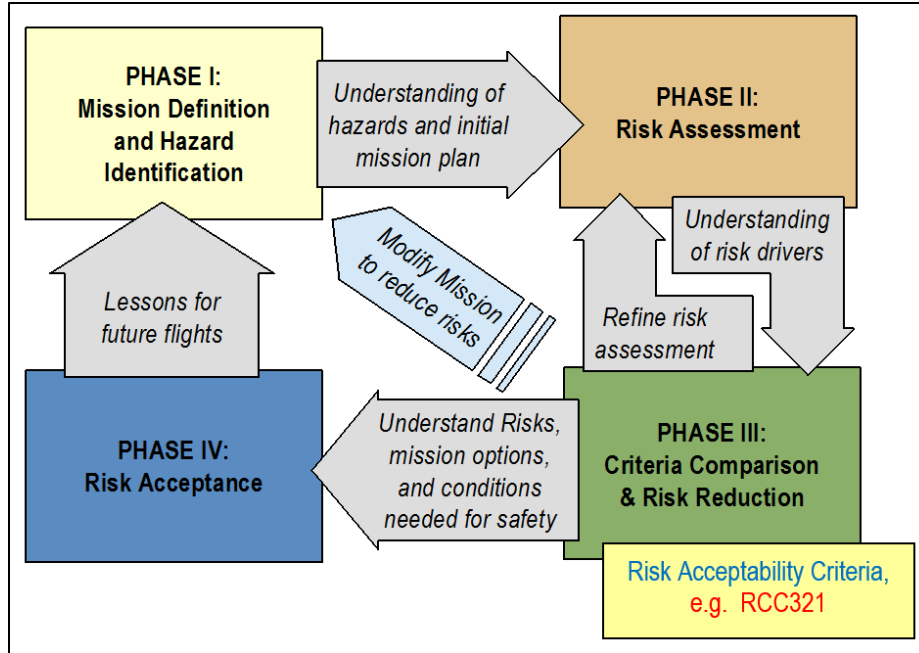 PHASE I:
Mission Definition
and Hazard
Identification
Understanding of
hazards and initial
mission plan
PHASE II:
Risk Assessment
Understanding
of risk drivers
Refine risk
assessment
Modify Mission
to reduce risks
Lessons for
future flights
PHASE IV:
Risk Acceptance
Understand Risks,
mission options,
and conditions
needed for safety
PHASE III:
Criteria Comparison
& Risk Reduction
Risk Acceptability Criteria,
e.g. RCC321